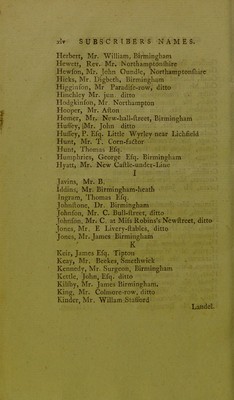 xiv SUBSCRIBERS NAMES.
Herbert, Mr. William, Birmingham
Hewett, Rev. Mr. Northamptonshire
Hewson, Mr. John Oundle, Northamptonshire
Hicks, Mr Digbeth, Birmingham
Higginson, Mr Paradise-row, ditto
Hinchley Mr. jun. ditto
Hodgkinson, Mr Northampton
Hooper, Mr. Aston
Homer, Mr. New-hall-street, Birmingham
Hussey, Mr. John ditto
Hussey, P. Esq. Little Wyrley near Lichfield
Hunt, Mr. T. Corn-factor
Hunt, Thomas Esq.
Humphries, George Esq. Birmingham
Hyatt, Mr. New Castle-under-Line
I
Javins, Mr. B.
Iddins, Mr. Birmingham-heath
Ingram, Thomas Esq.
Johnstone, Dr. Birmingham
Johnson, Mr. C. Bull-street, ditto
Johnson, Mr. C. at Miss Robins's Newstreet, ditto
Jones, Mr. E Livery-stables, ditto
Jones, Mr. James Birmingham
K
Keir, James Esq. Tipton
Keay, Mr. Beeker, Smethwick
Kennedy, Mr. Surgeon, Birmingham
Kettle, John, Esq. ditto
Kibby, Mr. James Birmingham.
King, Mr. Colmore-row, ditto
Kinder, Mr. Willam Stafford
Landel.